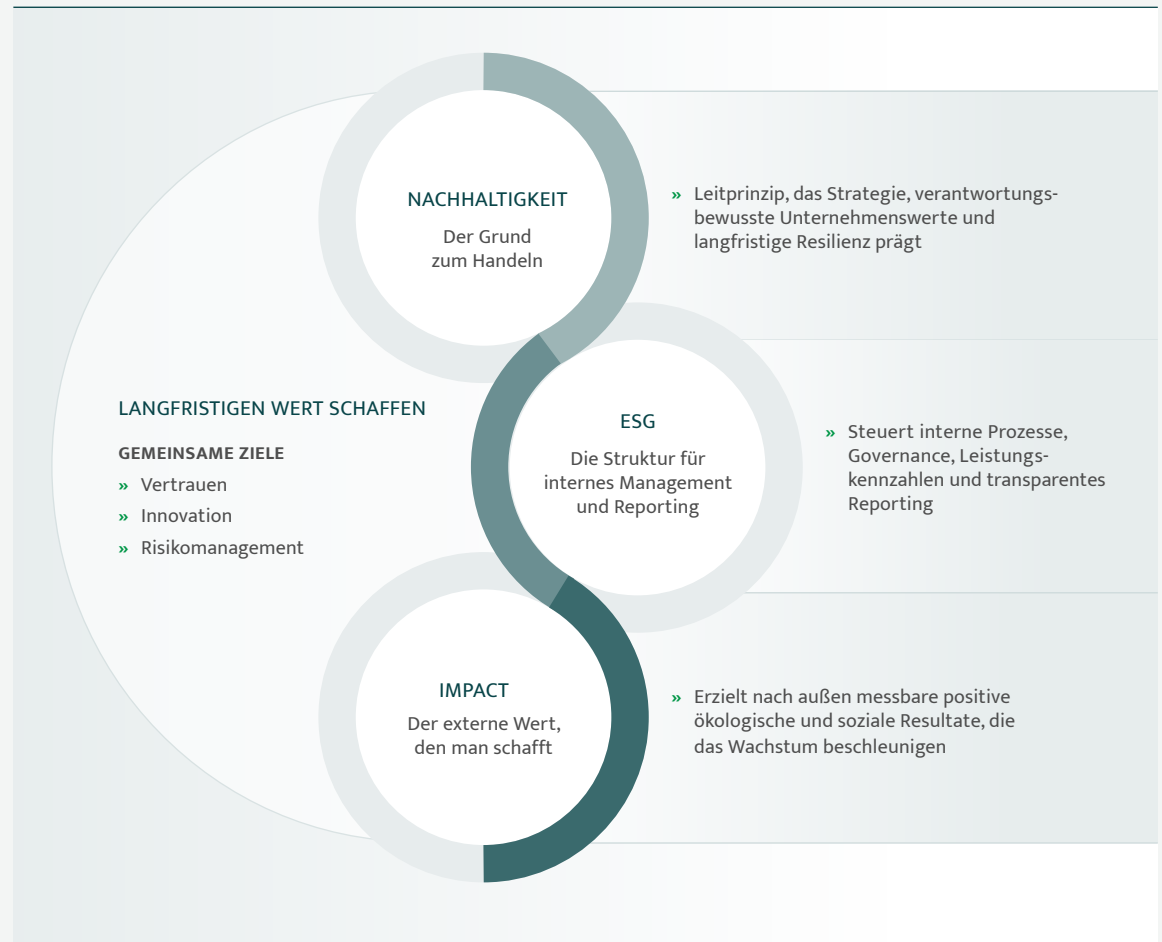 NACHHALTIGKEIT
Der Grund
zum Handeln
» Leitprinzip, das Strategie, verantwortungs-
bewusste Unternehmenswerte und
langfristige Resilienz prägt
LANGFRISTIGEN WERT SCHAFFEN
GEMEINSAME ZIELE
» Vertrauen
» Innovation
» Risikomanagement
ESG
Die Struktur für
internes Management
und Reporting
» Steuert interne Prozesse,
Governance, Leistungs-
kennzahlen und transparentes
Reporting
IMPACT
Der externe Wert,
den man schafft
» Erzielt nach außen messbare positive
ökologische und soziale Resultate, die
das Wachstum beschleunigen